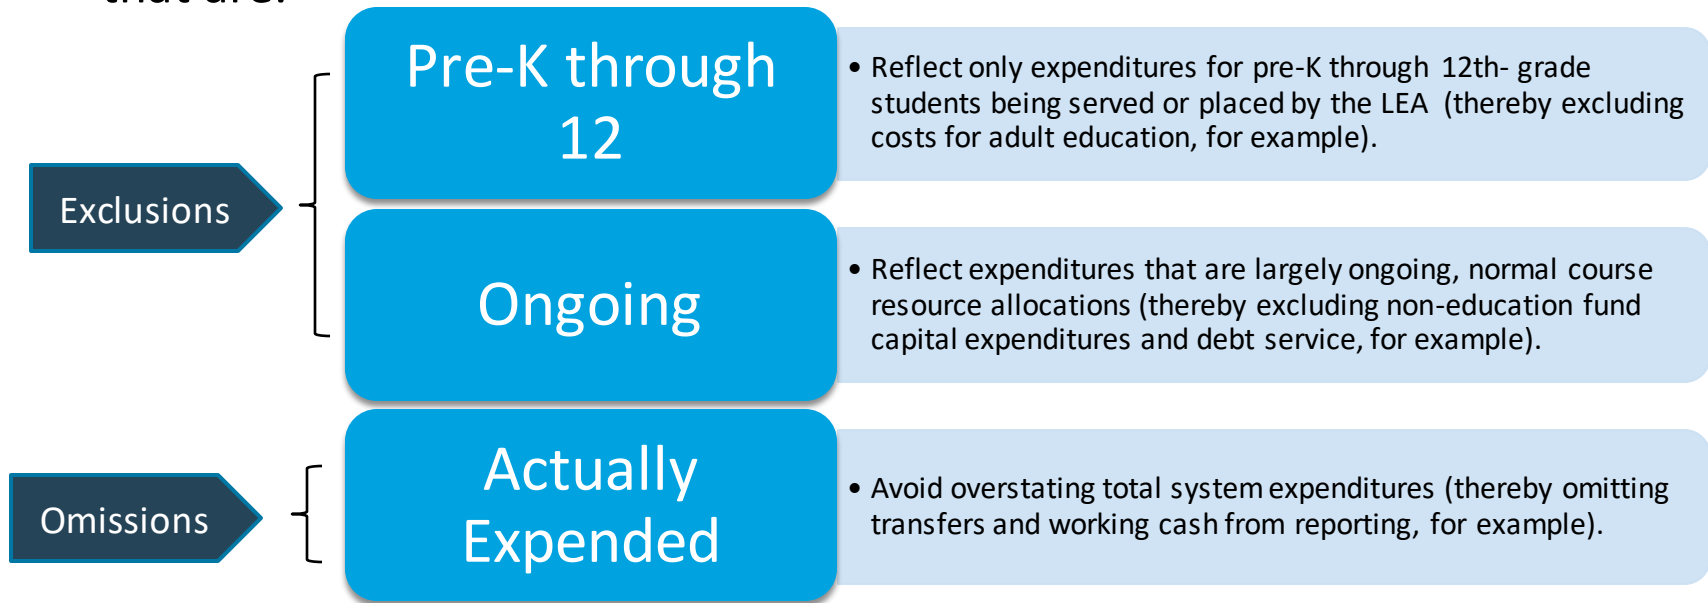 that are:
Pre-K through
12
• Reflect only expenditures for pre-K through 12th- grade
students being served or placed by the LEA (thereby excluding
costs for adult education, for example).
Exclusions
Ongoing
• Reflect expenditures that are largely ongoing, normal course
resource allocations (thereby excluding non-education fund
capital expenditures and debt service, for example).
Actually
Expended
• Avoid overstating total system expenditures (thereby omitting
transfers and working cash from reporting, for example).
Omissions